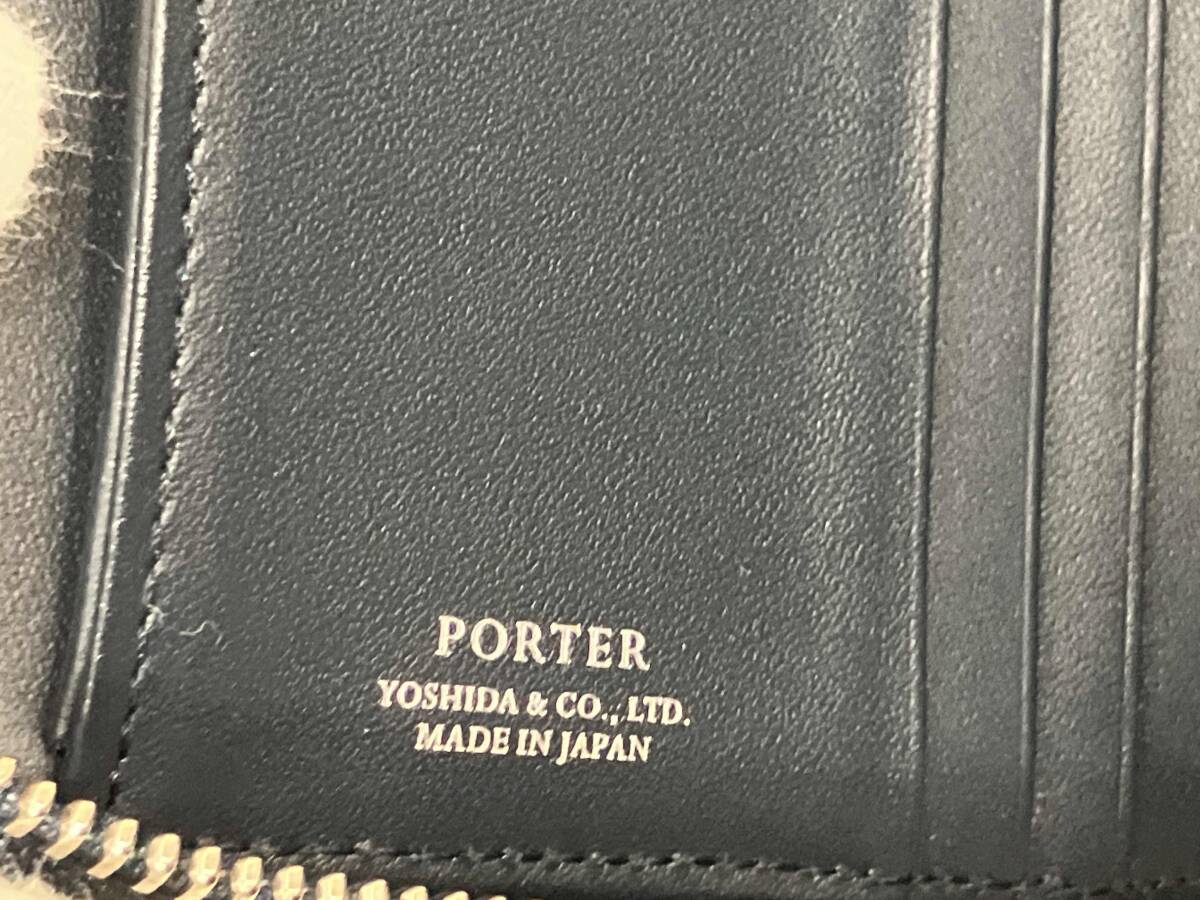 PORTER
YOSHIDA & CO., LTD.
MADE IN JAPAN